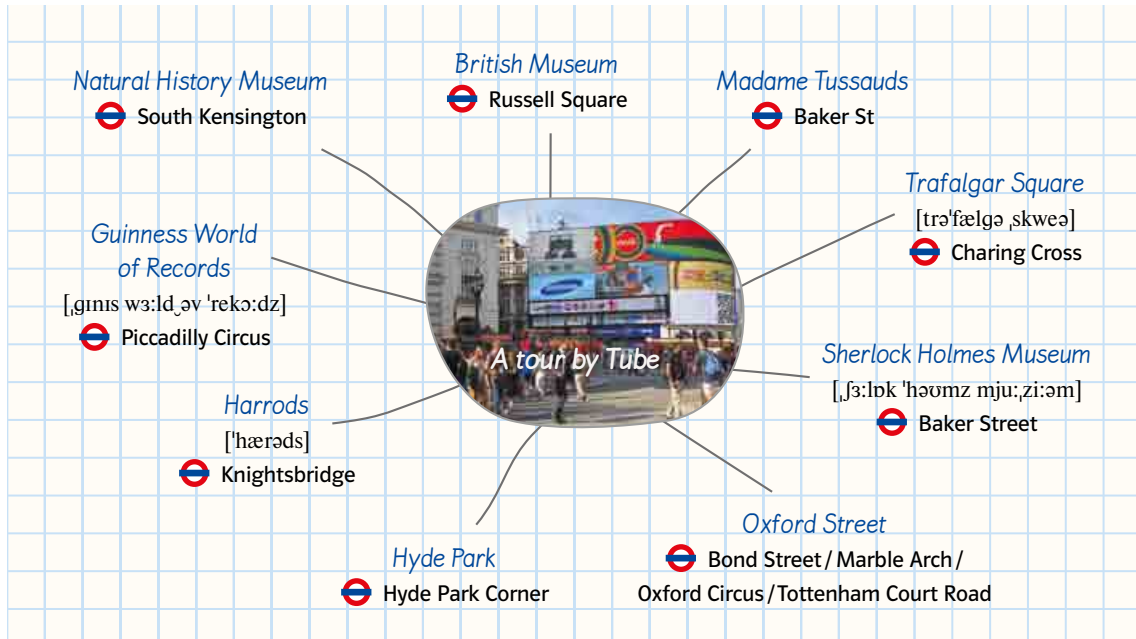 Natural History Museum
South Kensington
British Museum
Russell Square
Madame Tussauds
Baker St
Trafalgar Square
[trəˈfælgə ˌskweə]
Charing Cross
Guinness World
of Records
[ˌgɪnɪs wɜːld‿əv ˈrekɔːdz]
Piccadilly Circus
A tour by Tube
Sherlock Holmes Museum
[ˌʃɜːlɒk ˈhəʊmz mjuːˌziːəm]
Baker Street
Harrods
[ˈhærəds]
Knightsbridge
Oxford Street
Bond Street / Marble Arch /
Oxford Circus / Tottenham Court Road
Hyde Park
Hyde Park Corner